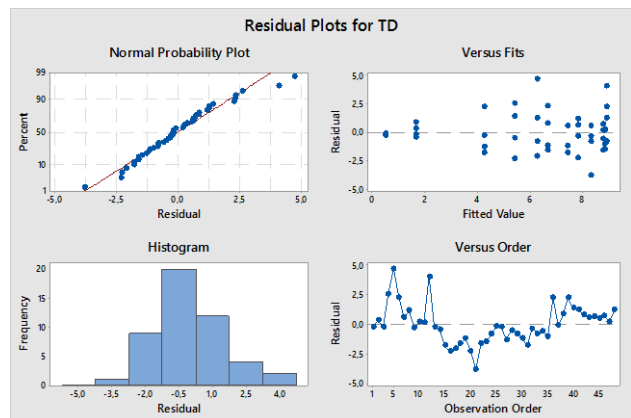 Residual Plots for TD
Normal Probability Plot
99
90
50
10
1
Percent
-5,0 -2,5 0,0 2,5 5,0
Residual
Versus Fits
5,0
2,5
0,0
-2,5
-5,0
Residual
0 2 4 6 8
Fitted Value
Histogram
20
15
10
5
0
Frequency
-5,0 -3,5 -2,0 -0,5 1,0 2,5 4,0
Residual
Versus Order
5,0
2,5
0,0
-2,5
-5,0
Residual
1 5 10 15 20 25 30 35 40 45
Observation Order